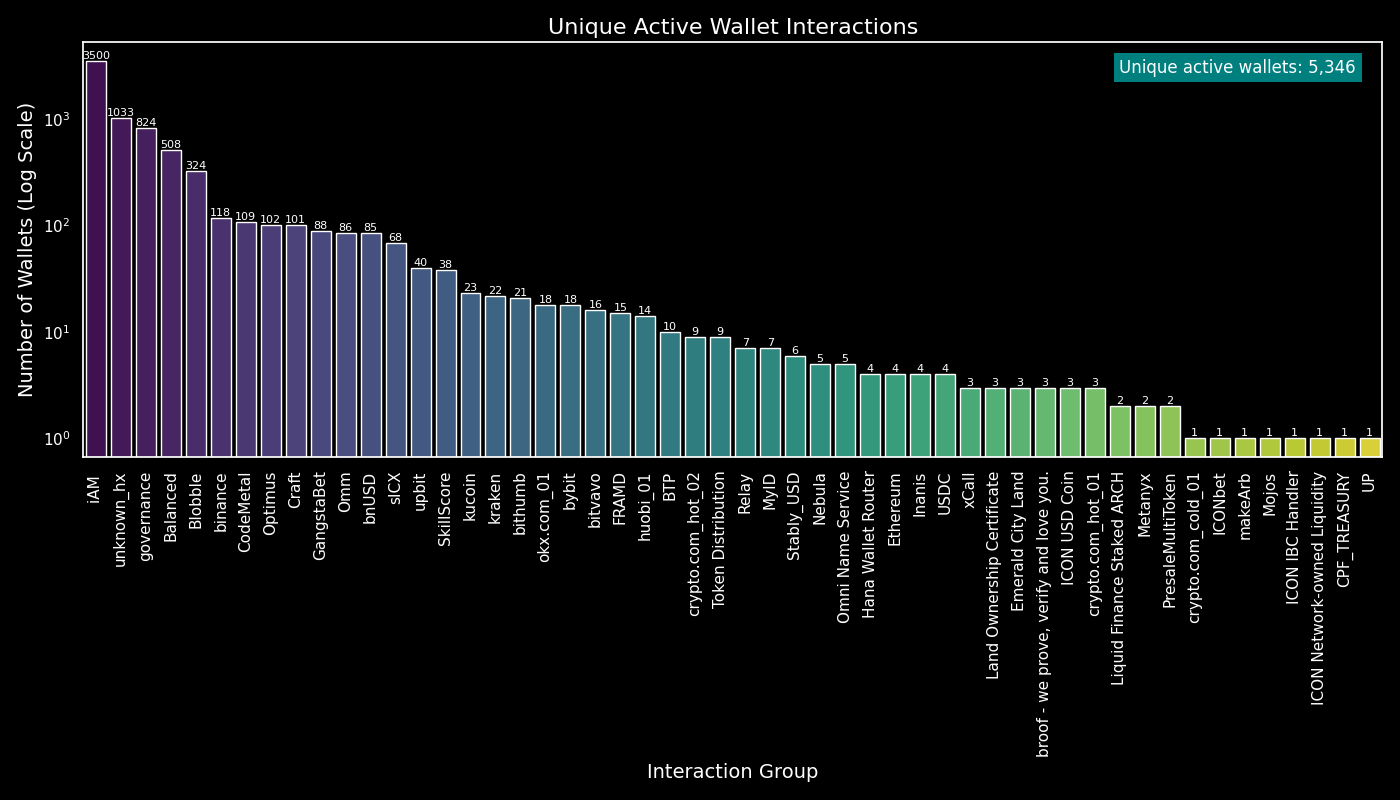 Unique Active Wallet Interactions
Unique active wallets: 5,346
Number of Wallets (Log Scale)
10³
10²
10¹
10⁰
3500
1033
824
508
324
118
109
102
101
88
86
85
68
40
38
23
22
21
18
18
16
15
14
10
9
9
7
7
6
5
5
4
4
4
4
3
3
3
3
3
3
2
2
2
1
1
1
1
1
1
1
1
iAM
unknown_hx
governance
Balanced
Blobble
binance
CodeMetal
Optimus
Craft
GangstaBet
Omm
bnUSD
sICX
upbit
SkillScore
kucoin
kraken
bithumb
okx.com_01
bybit
bitvavo
FRAMD
huobi_01
BTP
crypto.com_hot_02
Token Distribution
Relay
MyID
Stably_USD
Nebula
Omni Name Service
Hana Wallet Router
Ethereum
Inanis
USDC
xCall
Land Ownership Certificate
Emerald City Land
broof - we prove, verify and love you.
ICON USD Coin
crypto.com_hot_01
Liquid Finance Staked ARCH
Metanyx
PresaleMultiToken
crypto.com_cold_01
ICONbet
makeArb
Mojos
ICON IBC Handler
ICON Network-owned Liquidity
CPF_TREASURY
UP
Interaction Group